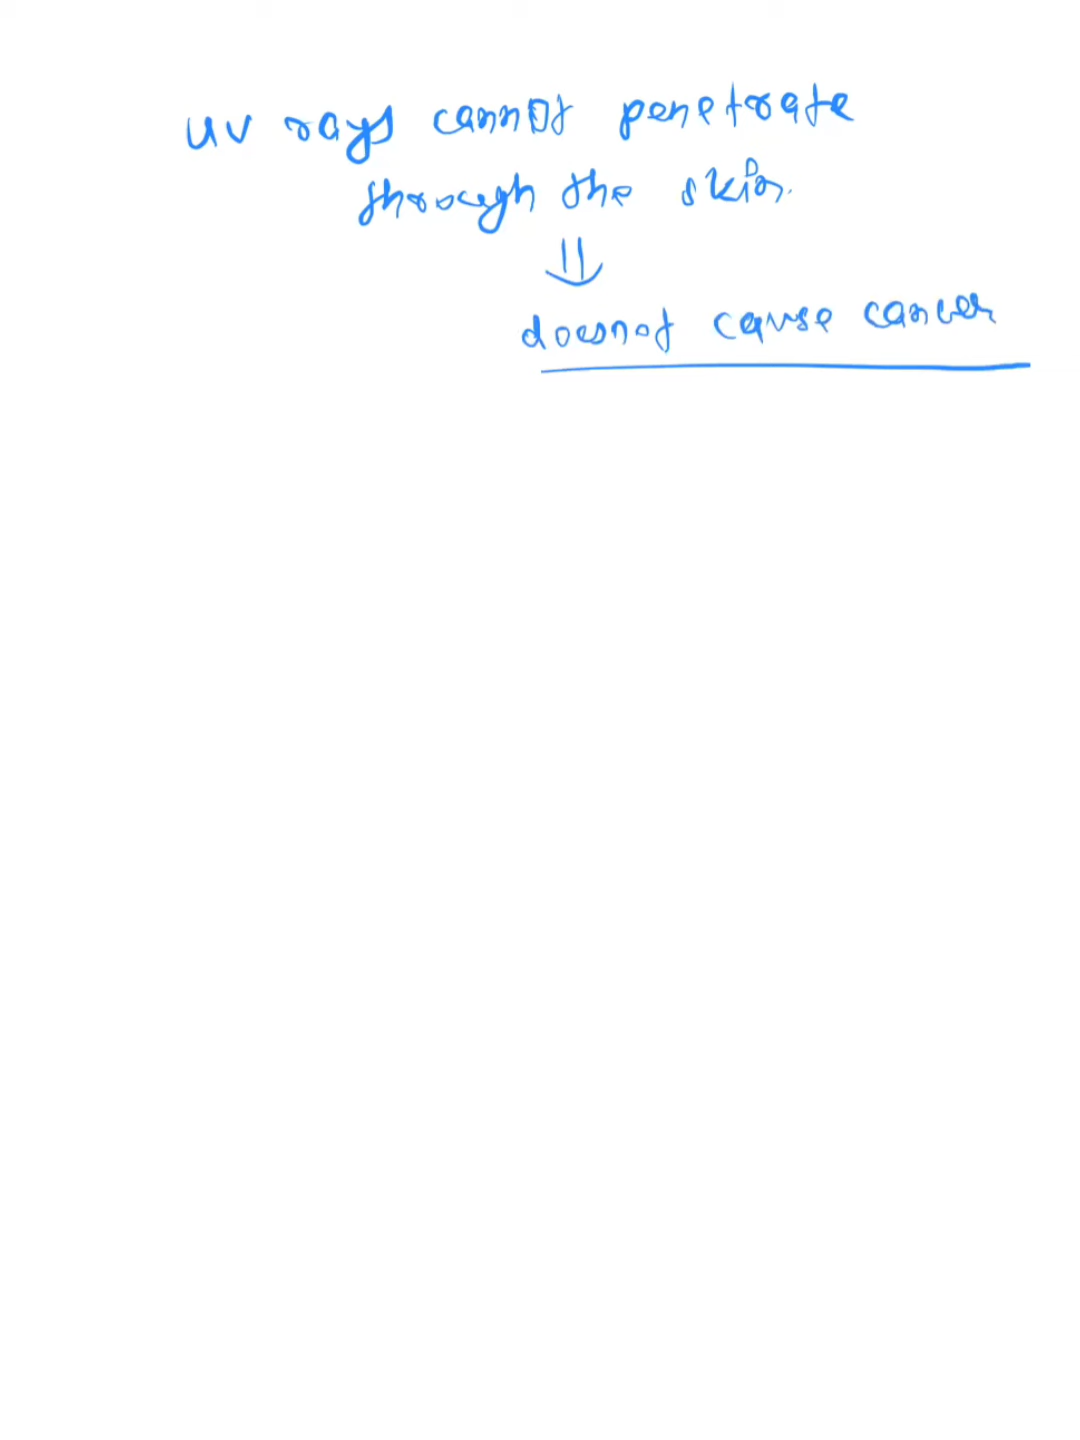 uv rays cannot penetrate
through the skin.
⇓
doesnot cause cancer